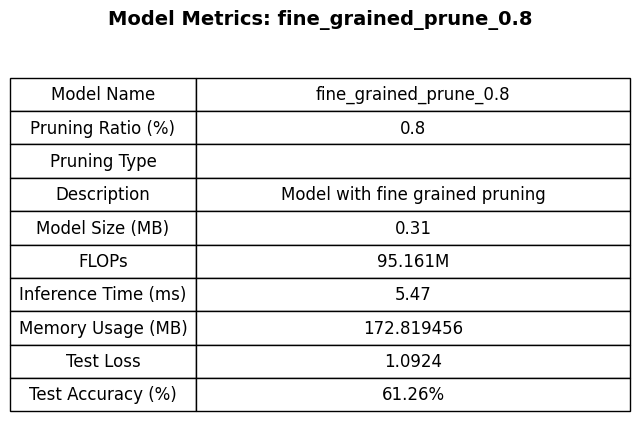 Model Metrics: fine_grained_prune_0.8
Model Name fine_grained_prune_0.8
Pruning Ratio (%) 0.8
Pruning Type
Description Model with fine grained pruning
Model Size (MB) 0.31
FLOPs 95.161M
Inference Time (ms) 5.47
Memory Usage (MB) 172.819456
Test Loss 1.0924
Test Accuracy (%) 61.26%